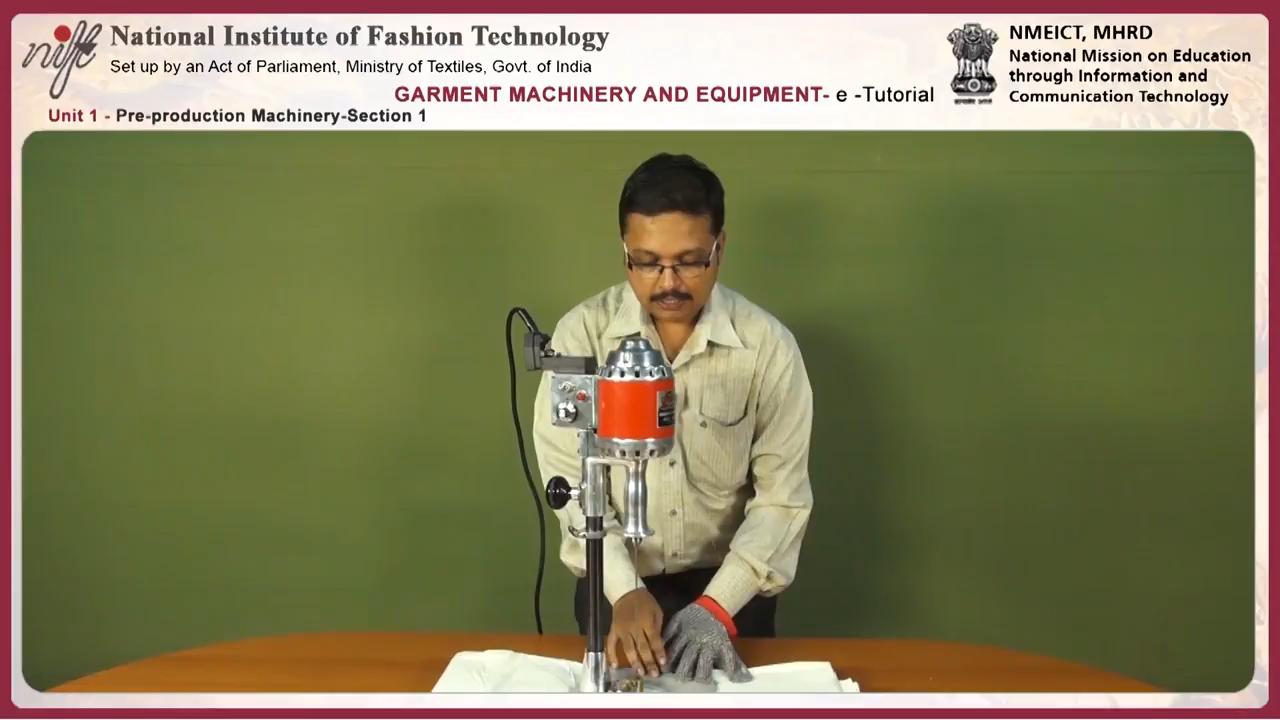 nift
National Institute of Fashion Technology
Set up by an Act of Parliament, Ministry of Textiles, Govt. of India
GARMENT MACHINERY AND EQUIPMENT- e -Tutorial
Unit 1 - Pre-production Machinery-Section 1
NMEICT, MHRD
National Mission on Education
through Information and
Communication Technology